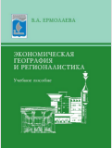 В.А. ЕРМОЛАЕВА
ЭКОНОМИЧЕСКАЯ
ГЕОГРАФИЯ
И РЕГИОНАЛИСТИКА
Учебное пособие